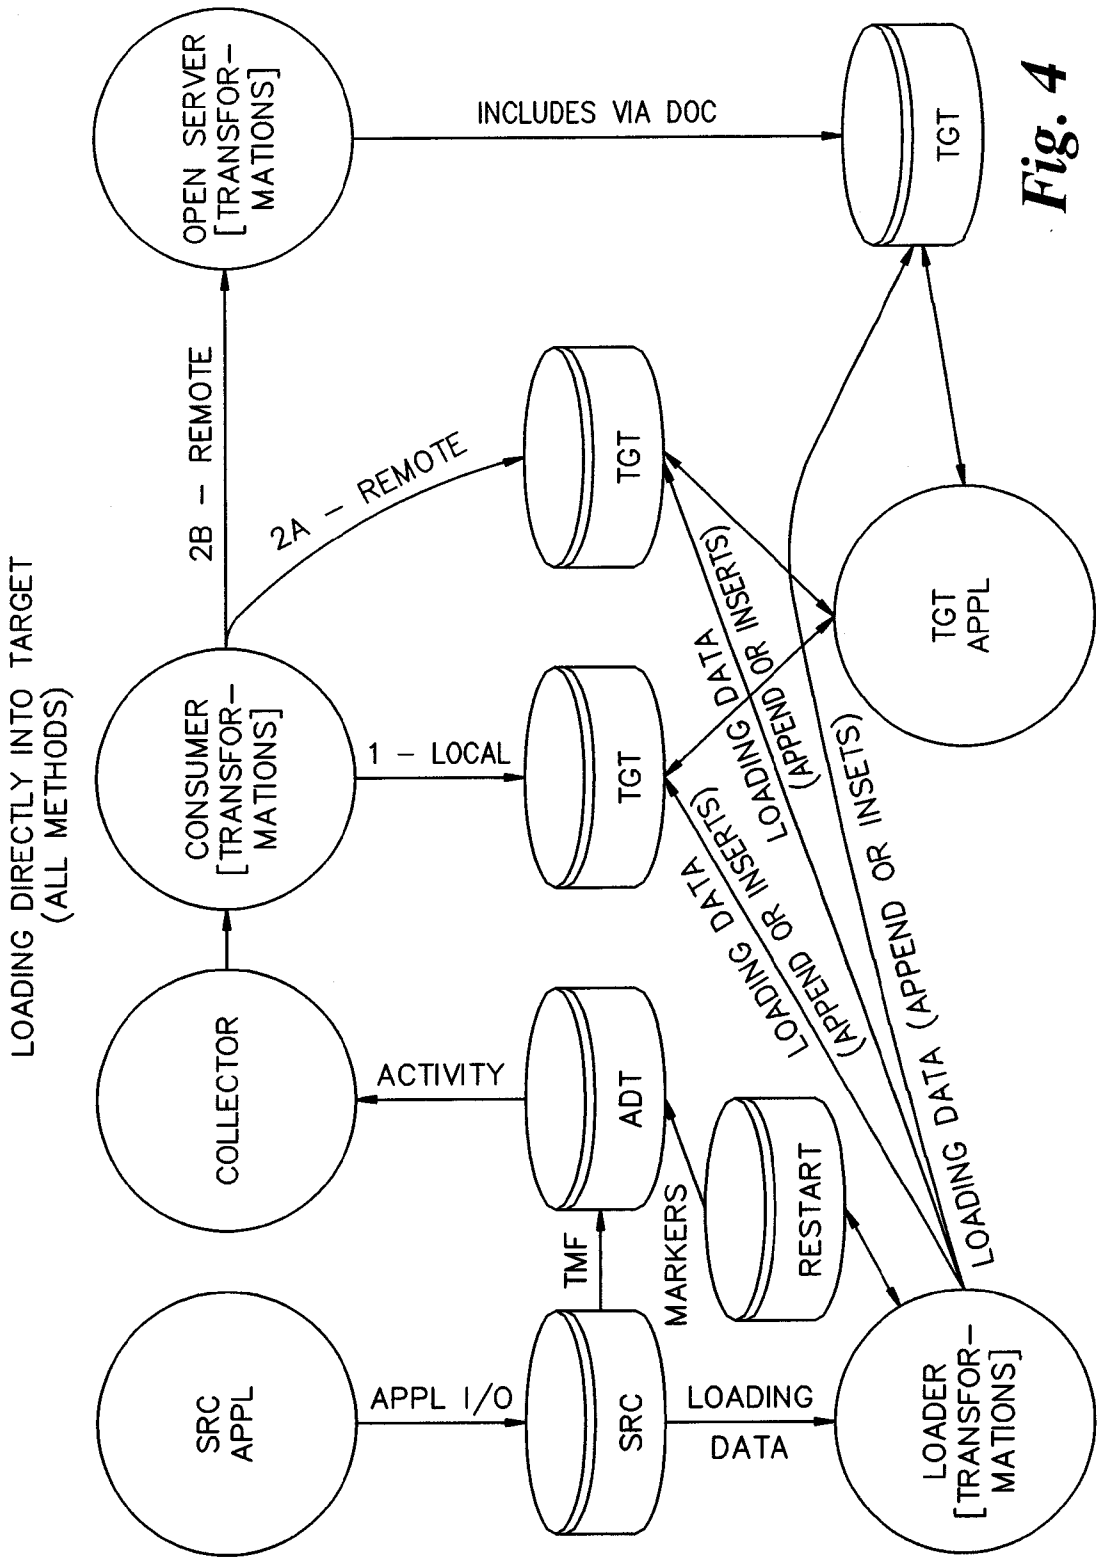 LOADING DIRECTLY INTO TARGET
(ALL METHODS)
SRC
APPL
COLLECTOR
CONSUMER
[TRANSFOR-
MATIONS]
2B - REMOTE
OPEN SERVER
[TRANSFOR-
MATIONS]
APPL I/O
ACTIVITY
1 - LOCAL
2A - REMOTE
INCLUDES VIA DOC
SRC
TMF
ADT
TGT
TGT
MARKERS
LOADING
DATA
RESTART
LOADING DATA
(APPEND OR INSERTS)
LOADING DATA
(APPEND OR INSERTS)
LOADING DATA (APPEND OR INSETS)
LOADER
[TRANSFOR-
MATIONS]
TGT
APPL
TGT
Fig. 4